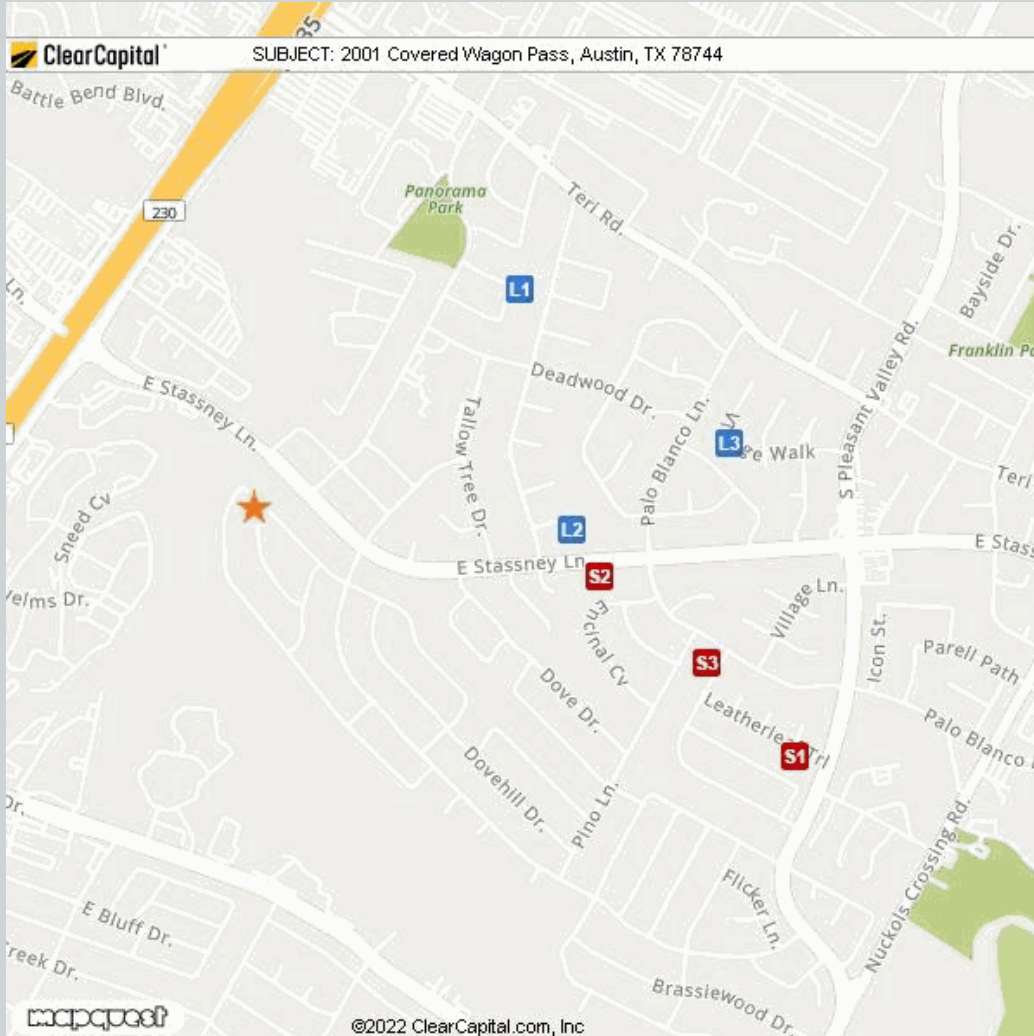 35
ClearCapital
SUBJECT: 2001 Covered Wagon Pass, Austin, TX 78744
Battle Bend Blvd.
230
Panorama
Park
Teri Rd.
Bayside Dr.
Ln.
L1
Franklin
S Pleasant Valley Rd.
Deadwood Dr.
E Stassney Ln.
Tallow Tree Dr.
Palo Blanco Ln.
L3
Walk
Teri
Sneed Cv
L2
E Stassney Ln.
S2
Village Ln.
Encinal Cv
Icon St.
S3
Parell Path
Dove Dr.
Leatherleaf Trl
Palo Blanco
S1
Dovehill Dr.
Pino Ln.
Dr.
Nuckols Crossing Rd.
Flicker Ln.
E Bluff Dr.
Creek Dr.
Brassiewood Dr.
mapquest
©2022 ClearCapital.com, Inc